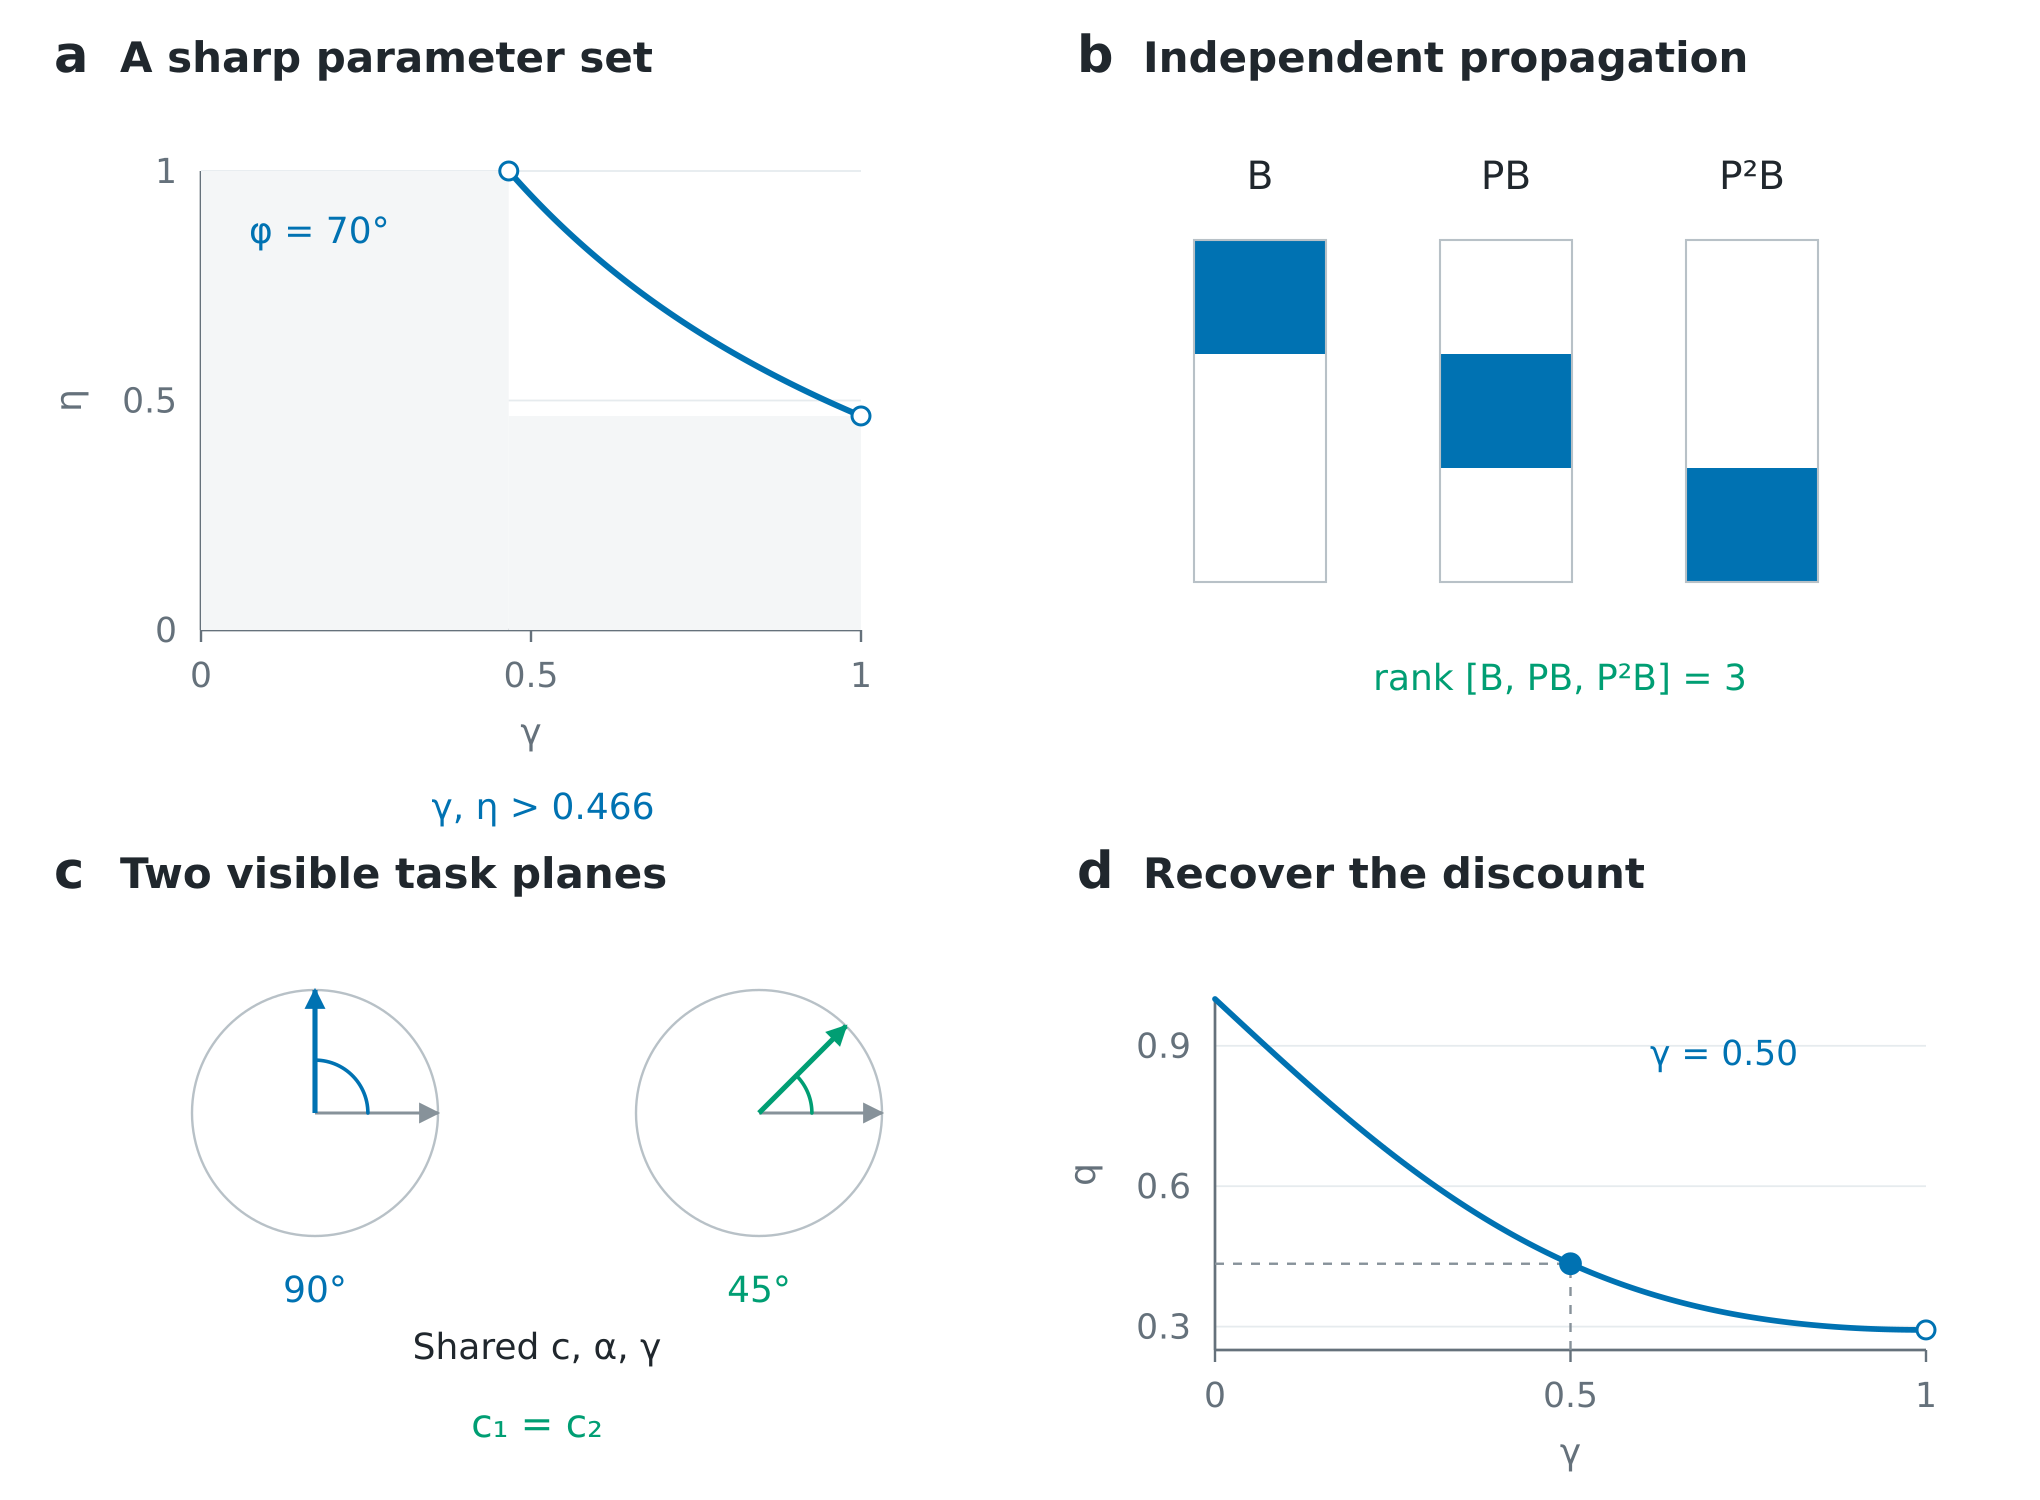 a A sharp parameter set
1
φ = 70°
0.5
η
0
0 0.5 1
γ
γ, η > 0.466
b Independent propagation
B PB P²B
rank [B, PB, P²B] = 3
c Two visible task planes
90° 45°
Shared c, α, γ
c₁ = c₂
d Recover the discount
0.9
γ = 0.50
q
0.6
0.3
0 0.5 1
γ